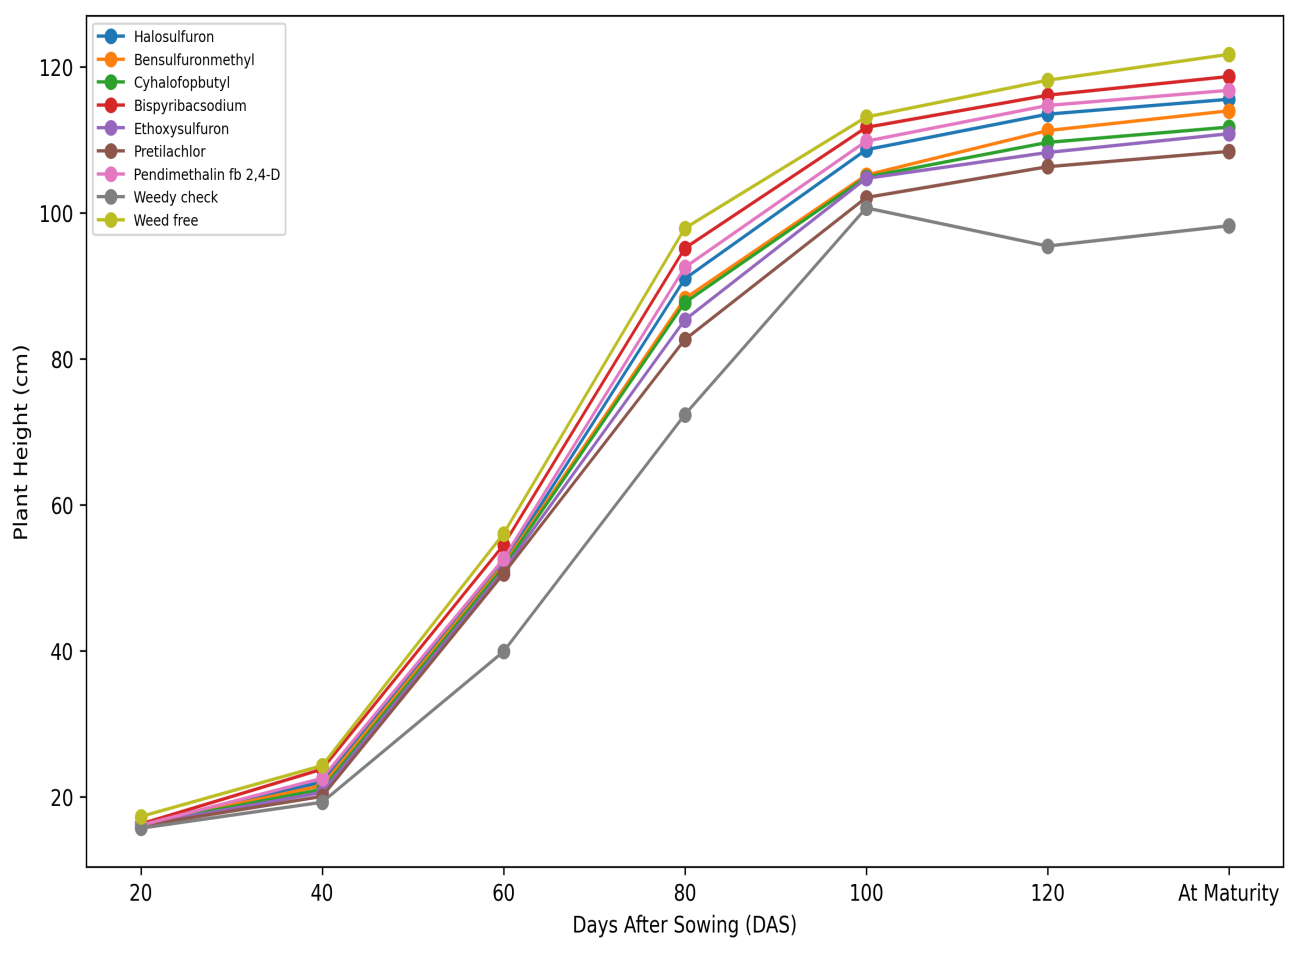 Halosulfuron
Bensulfuronmethyl
Cyhalofopbutyl
Bispyribacsodium
Ethoxysulfuron
Pretilachlor
Pendimethalin fb 2,4-D
Weedy check
Weed free
120
100
80
60
40
20
Plant Height (cm)
20 40 60 80 100 120 At Maturity
Days After Sowing (DAS)